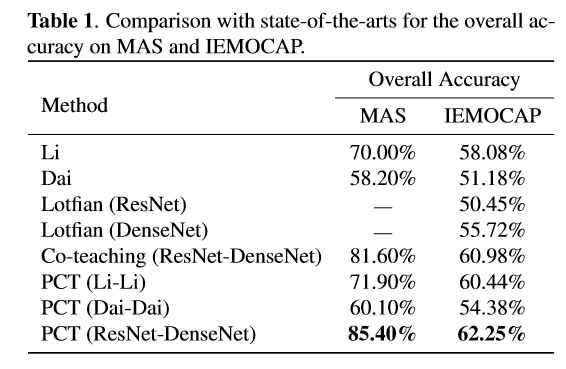 Table 1. Comparison with state-of-the-arts for the overall ac-
curacy on MAS and IEMOCAP.
Method Overall Accuracy
MAS IEMOCAP
Li 70.00% 58.08%
Dai 58.20% 51.18%
Lotfian (ResNet) — 50.45%
Lotfian (DenseNet) — 55.72%
Co-teaching (ResNet-DenseNet) 81.60% 60.98%
PCT (Li-Li) 71.90% 60.44%
PCT (Dai-Dai) 60.10% 54.38%
PCT (ResNet-DenseNet) 85.40% 62.25%